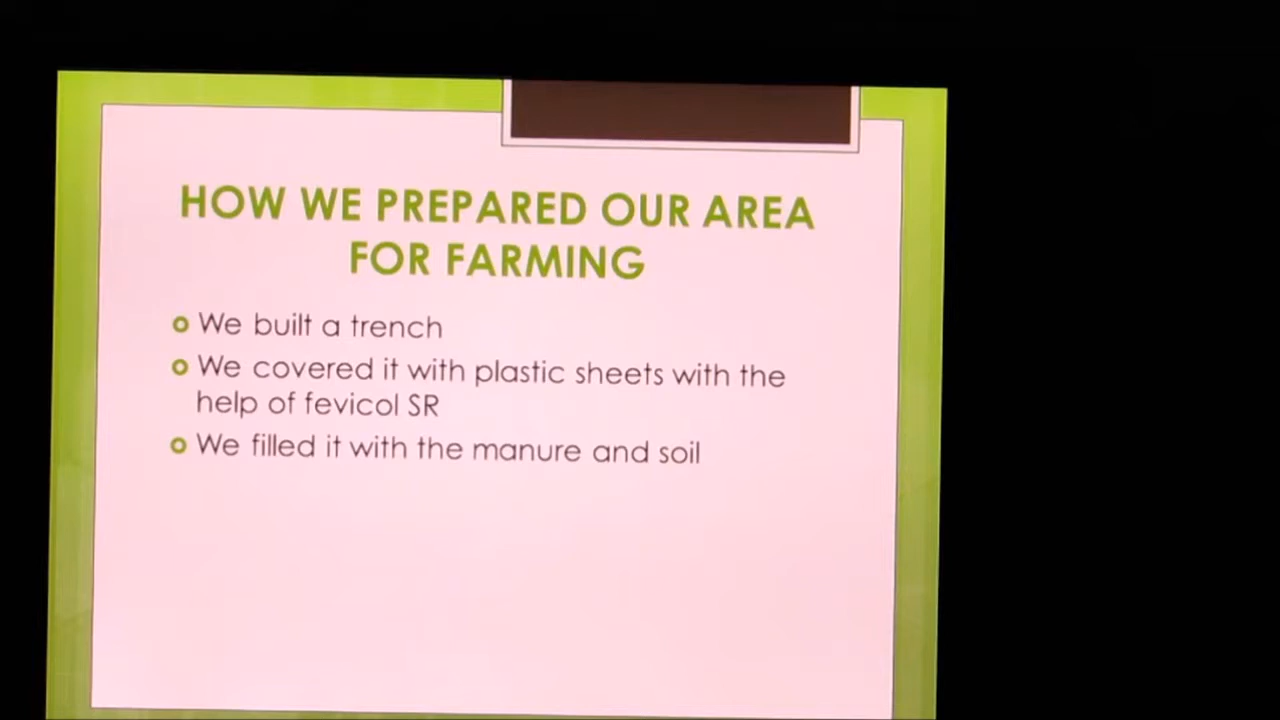 HOW WE PREPARED OUR AREA
FOR FARMING
We built a trench
We covered it with plastic sheets with the
help of fevicol SR
We filled it with the manure and soil